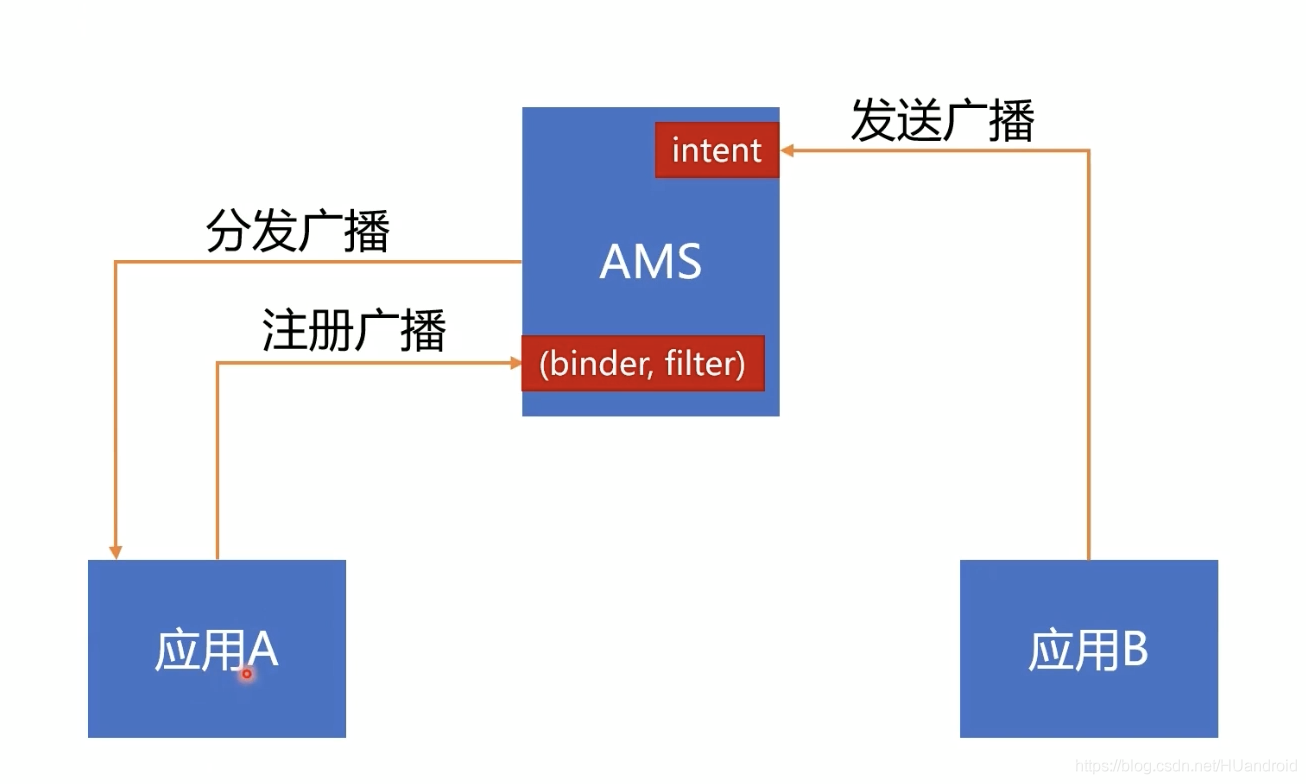 发送广播
intent
分发广播
AMS
注册广播
(binder, filter)
应用A
应用B
https://blog.csdn.net/HUandroid